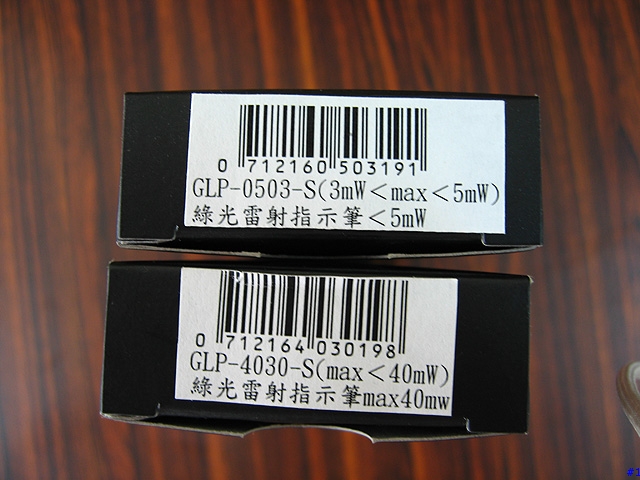 0 712160 503191
GLP-0503-S(3mW＜max＜5mW)
綠光雷射指示筆＜5mW
0 712164 030198
GLP-4030-S(max＜40mW)
綠光雷射指示筆max40mw
#1